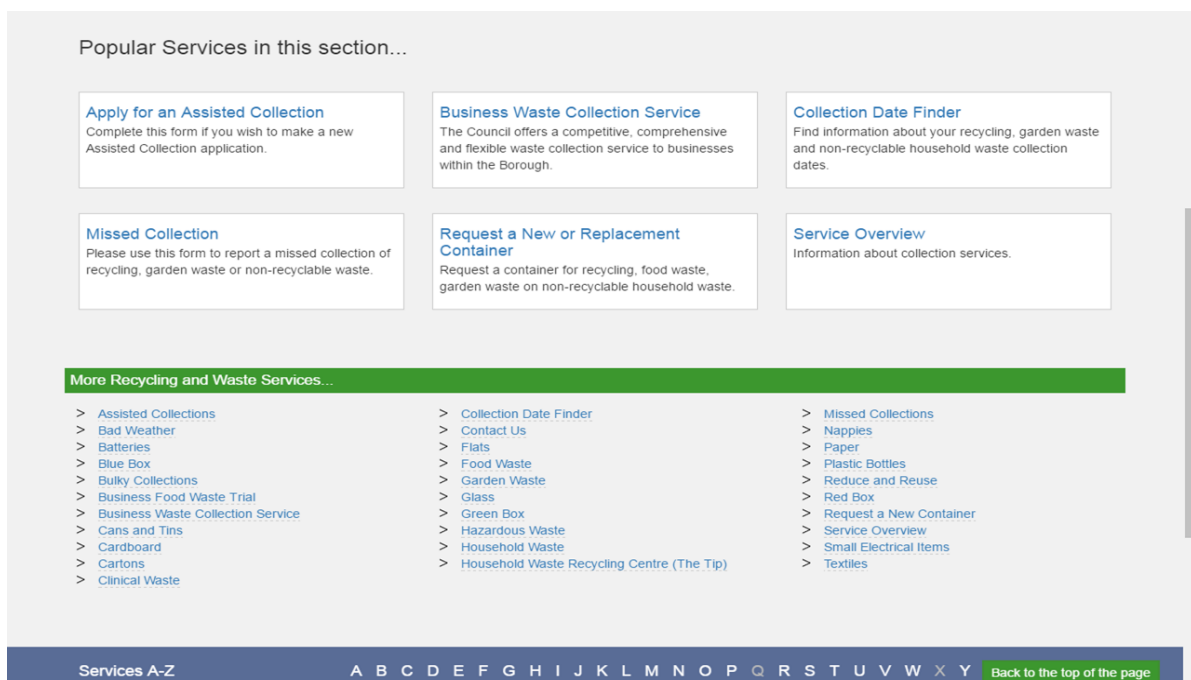 Popular Services in this section...
Apply for an Assisted Collection
Complete this form if you wish to make a new
Assisted Collection application.
Business Waste Collection Service
The Council offers a competitive, comprehensive
and flexible waste collection service to businesses
within the Borough.
Collection Date Finder
Find information about your recycling, garden waste
and non-recyclable household waste collection
dates.
Missed Collection
Please use this form to report a missed collection of
recycling, garden waste or non-recyclable waste.
Request a New or Replacement
Container
Request a container for recycling, food waste,
garden waste on non-recyclable household waste.
Service Overview
Information about collection services.
More Recycling and Waste Services...
> Assisted Collections
> Bad Weather
> Batteries
> Blue Box
> Bulky Collections
> Business Food Waste Trial
> Business Waste Collection Service
> Cans and Tins
> Cardboard
> Cartons
> Clinical Waste
> Collection Date Finder
> Contact Us
> Flats
> Food Waste
> Garden Waste
> Glass
> Green Box
> Hazardous Waste
> Household Waste
> Household Waste Recycling Centre (The Tip)
> Missed Collections
> Nappies
> Paper
> Plastic Bottles
> Reduce and Reuse
> Red Box
> Request a New Container
> Service Overview
> Small Electrical Items
> Textiles
Services A-Z A B C D E F G H I J K L M N O P Q R S T U V W X Y Back to the top of the page